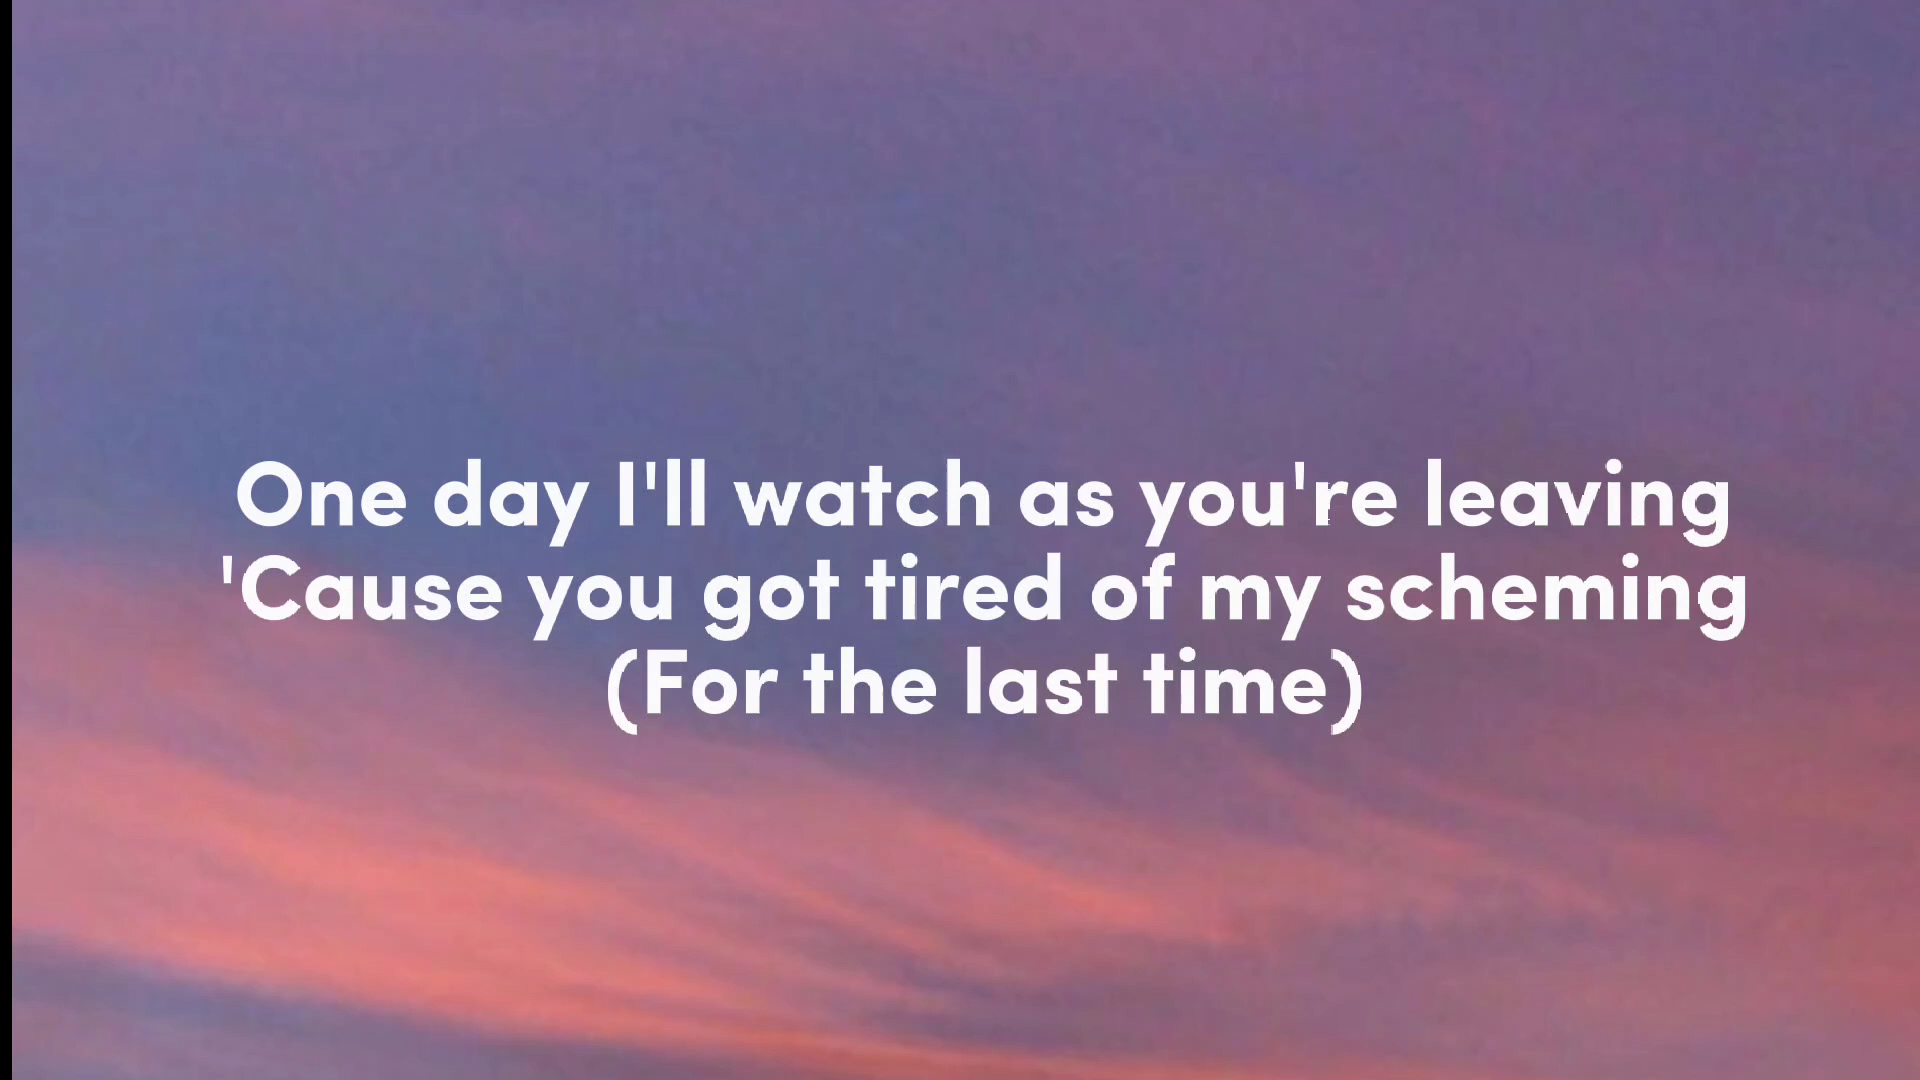 One day I'll watch as you're leaving
'Cause you got tired of my scheming
(For the last time)